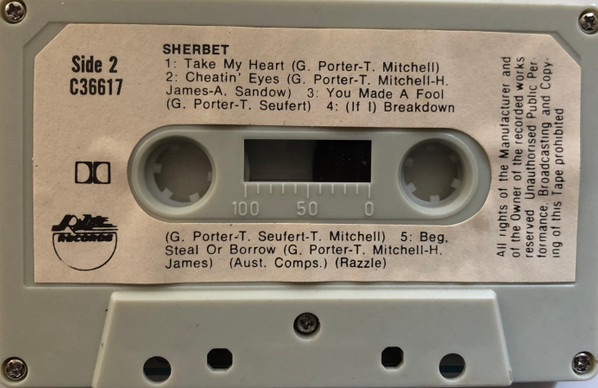 Side 2
C36617
SHERBET
1: Take My Heart (G. Porter-T. Mitchell)
2: Cheatin' Eyes (G. Porter-T. Mitchell-H.
James-A. Sandow) 3: You Made A Fool
(G. Porter-T. Seufert) 4: (If I) Breakdown
100 50 0
(G. Porter-T. Seufert-T. Mitchell) 5: Beg,
Steal Or Borrow (G. Porter-T. Mitchell-H.
James) (Aust. Comps.) (Razzle)
RECORDS
All rights of the Manufacturer and
of the Owner of the recorded works
reserved Unauthorised Public Per-
formance, Broadcasting and Copy-
ing of this Tape prohibited